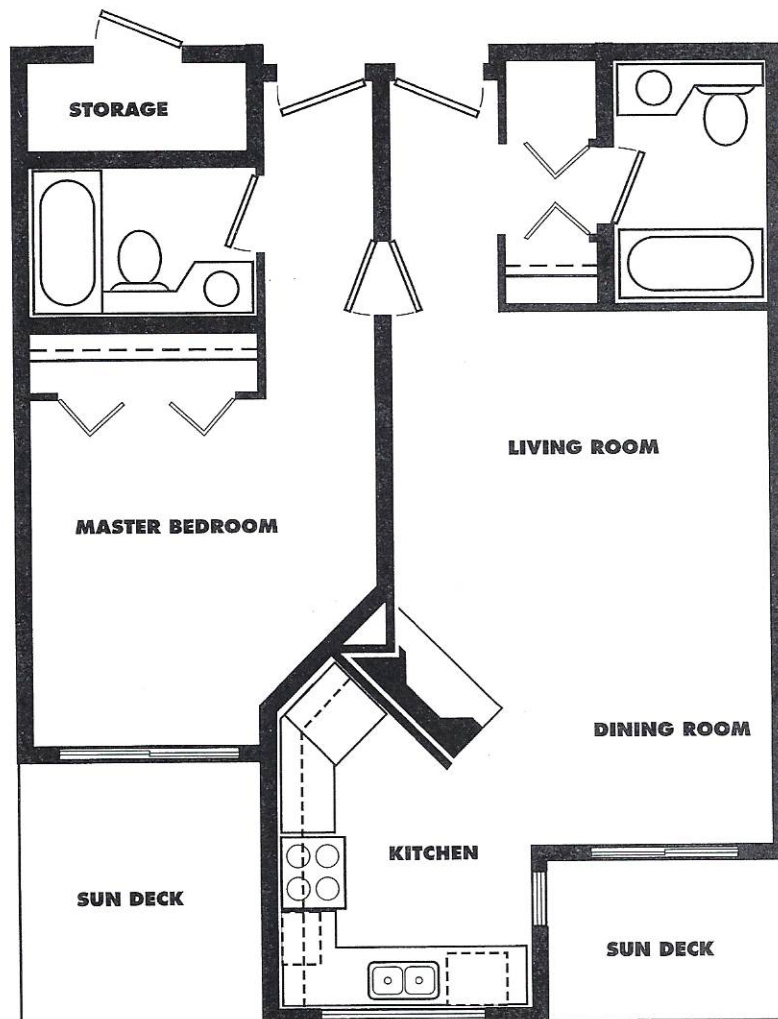 STORAGE
LIVING ROOM
MASTER BEDROOM
DINING ROOM
KITCHEN
SUN DECK
SUN DECK